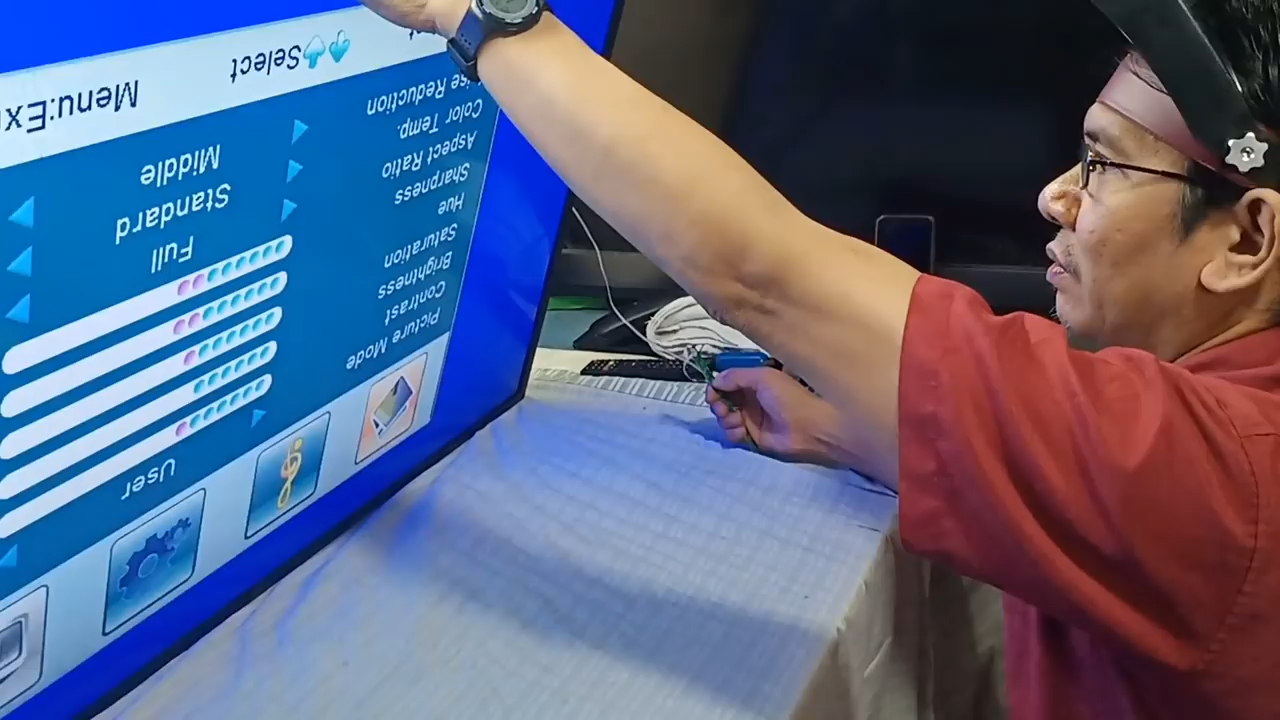 Picture Mode User
Contrast
Brightness
Saturation
Hue
Sharpness
Aspect Ratio Full
Color Temp. Standard
ise Reduction Middle
Select Menu:Ex